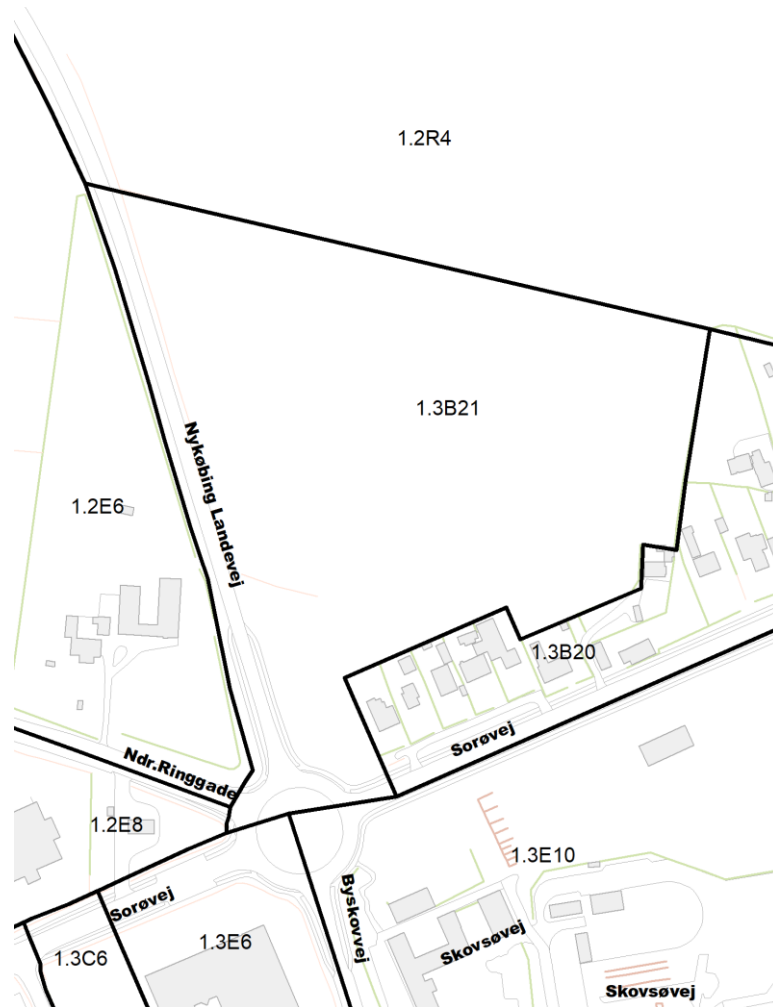 1.2R4
1.3B21
Nykøbing Landevej
1.2E6
1.3B20
Sorøvej
Ndr.Ringgade
1.2E8
1.3E10
Sorøvej
Byskovvej
1.3E6
Skovsøvej
1.3C6
Skovsøvej